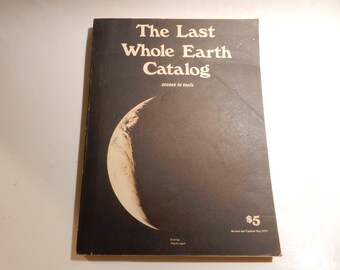 The Last
Whole Earth
Catalog
access to tools
$5